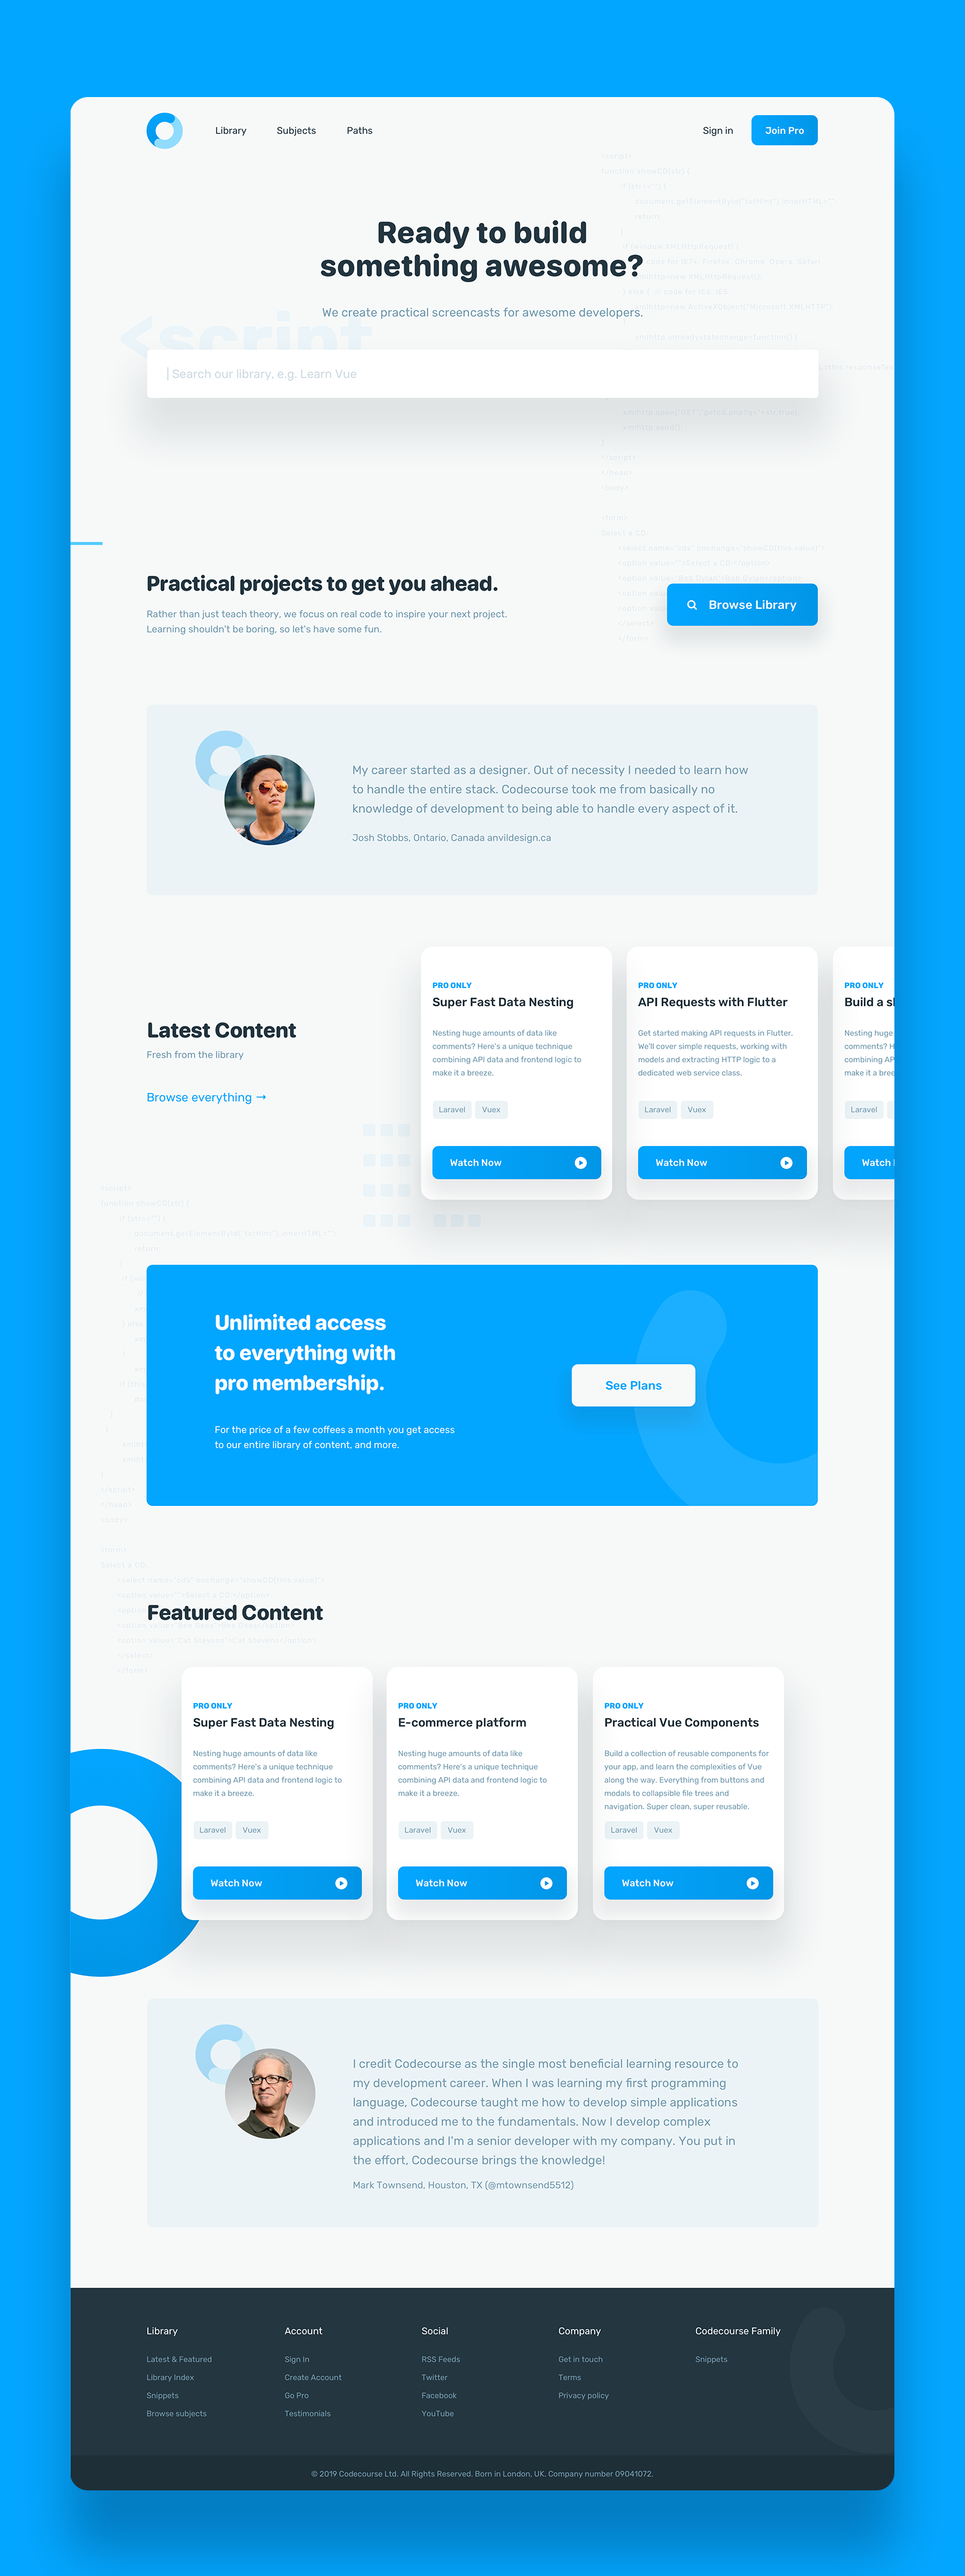 Library
Subjects
Paths
Sign in
Join Pro
Ready to build
something awesome?
We create practical screencasts for awesome developers.
<script
| Search our library, e.g. Learn Vue
Practical projects to get you ahead.
Rather than just teach theory, we focus on real code to inspire your next project.
Learning shouldn't be boring, so let's have some fun.
Browse Library
My career started as a designer. Out of necessity I needed to learn how
to handle the entire stack. Codecourse took me from basically no
knowledge of development to being able to handle every aspect of it.
Josh Stobbs, Ontario, Canada anvildesign.ca
Latest Content
Fresh from the library
Browse everything →
PRO ONLY
Super Fast Data Nesting
Nesting huge amounts of data like
comments? Here's a unique technique
combining API data and frontend logic to
make it a breeze.
Laravel
Vuex
Watch Now
PRO ONLY
API Requests with Flutter
Get started making API requests in Flutter.
We'll cover simple requests, working with
models and extracting HTTP logic to a
dedicated web service class.
Laravel
Vuex
Watch Now
PRO ONLY
Build a
Nesting huge
comments?
combining
make it a
Laravel
Watch
Unlimited access
to everything with
pro membership.
For the price of a few coffees a month you get access
to our entire library of content, and more.
See Plans
Featured Content
PRO ONLY
Super Fast Data Nesting
Nesting huge amounts of data like
comments? Here's a unique technique
combining API data and frontend logic to
make it a breeze.
Laravel
Vuex
Watch Now
PRO ONLY
E-commerce platform
Nesting huge amounts of data like
comments? Here's a unique technique
combining API data and frontend logic to
make it a breeze.
Laravel
Vuex
Watch Now
PRO ONLY
Practical Vue Components
Build a collection of reusable components for
your app, and learn the complexities of Vue
along the way. Everything from buttons and
modals to collapsible file trees and
navigation. Super clean, super reusable.
Laravel
Vuex
Watch Now
I credit Codecourse as the single most beneficial learning resource to
my development career. When I was learning my first programming
language, Codecourse taught me how to develop simple applications
and introduced me to the fundamentals. Now I develop complex
applications and I'm a senior developer with my company. You put in
the effort, Codecourse brings the knowledge!
Mark Townsend, Houston, TX (@mtownsend5512)
Library
Latest & Featured
Library Index
Snippets
Browse subjects
Account
Sign In
Create Account
Go Pro
Testimonials
Social
RSS Feeds
Twitter
Facebook
YouTube
Company
Get in touch
Terms
Privacy policy
Codecourse Family
Snippets
© 2019 Codecourse Ltd. All Rights Reserved. Born in London, UK. Company number 09041072.